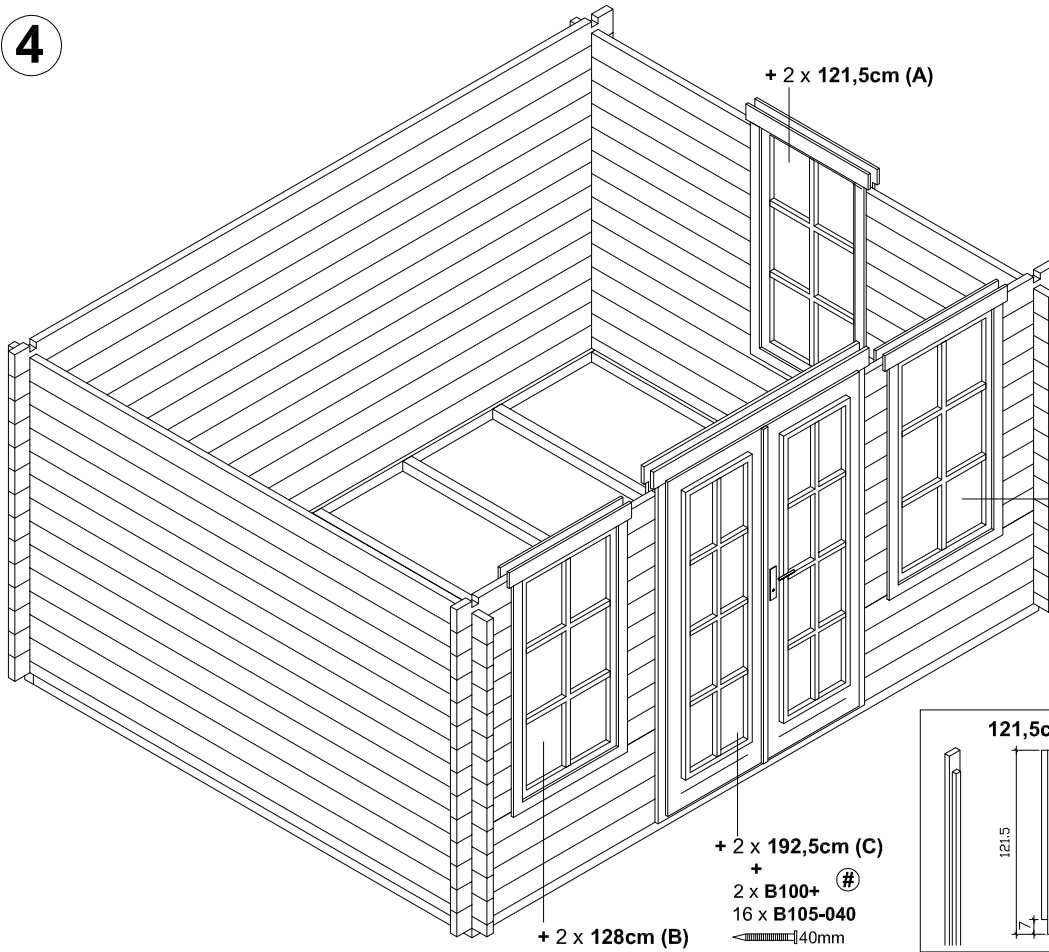 4
+ 2 x 121,5cm (A)
121,5c
121.5
7
+ 2 x 192,5cm (C)
+
2 x B100+ #
16 x B105-040
40mm
+ 2 x 128cm (B)